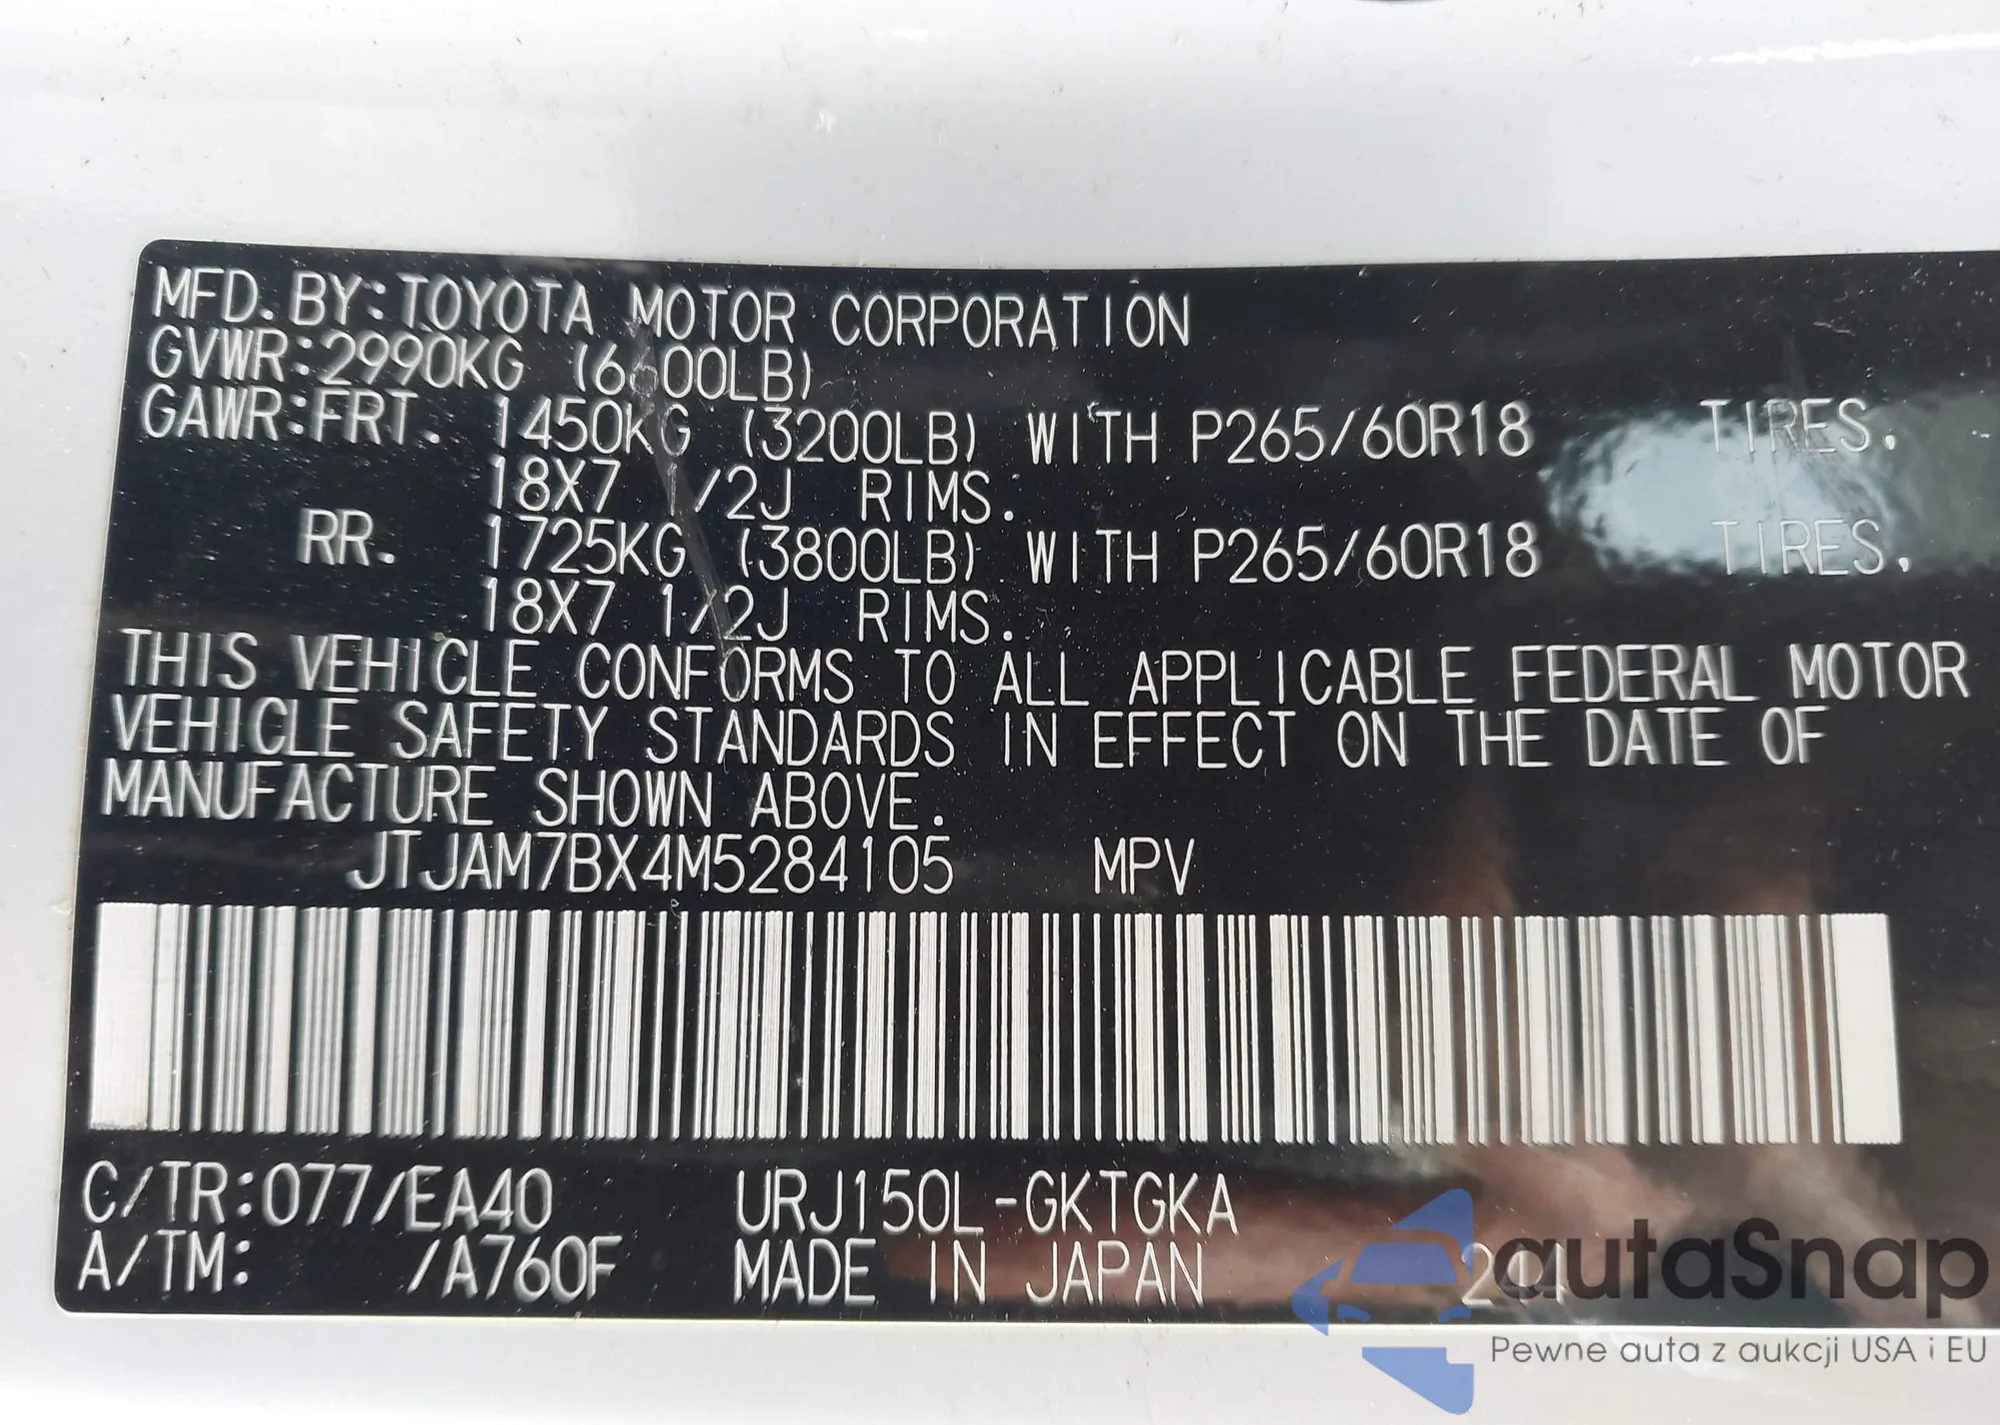 MFD. BY: TOYOTA MOTOR CORPORATION
GVWR: 2990KG (6600LB)
GAWR: FRT. 1450KG (3200LB) WITH P265/60R18 TIRES.
18X7 1/2J RIMS.
RR. 1725KG (3800LB) WITH P265/60R18 TIRES.
18X7 1/2J RIMS.
THIS VEHICLE CONFORMS TO ALL APPLICABLE FEDERAL MOTOR
VEHICLE SAFETY STANDARDS IN EFFECT ON THE DATE OF
MANUFACTURE SHOWN ABOVE.
JTJAM7BX4M5284105 MPV
C/TR: 077/EA40 URJ150L-GKTGKA
A/TM: /A760F MADE IN JAPAN 244
autaSnap
Pewne auta z aukcji USA i EU